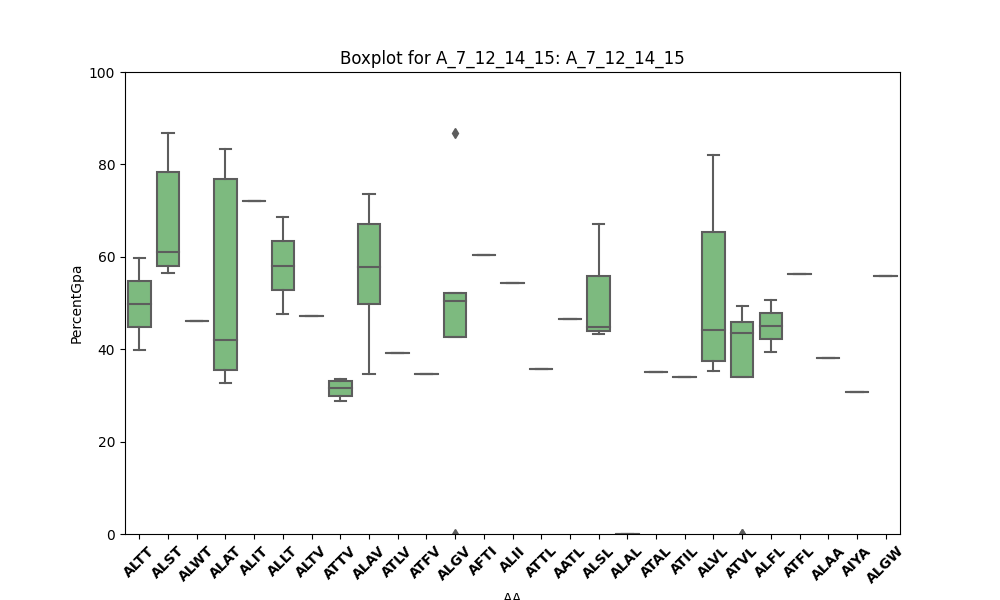 Boxplot for A_7_12_14_15: A_7_12_14_15
PercentGpa
100
80
60
40
20
0
ALTT
ALST
ALWT
ALAT
ALIT
ALLT
ALTV
ATTV
ALAV
ATLV
ATFV
ALGV
AFTI
ALII
ATTL
AATL
ALSL
ALAL
ATAL
ATIL
ALVL
ATVL
ALFL
ATFL
ALAA
AIYA
ALGW
AA